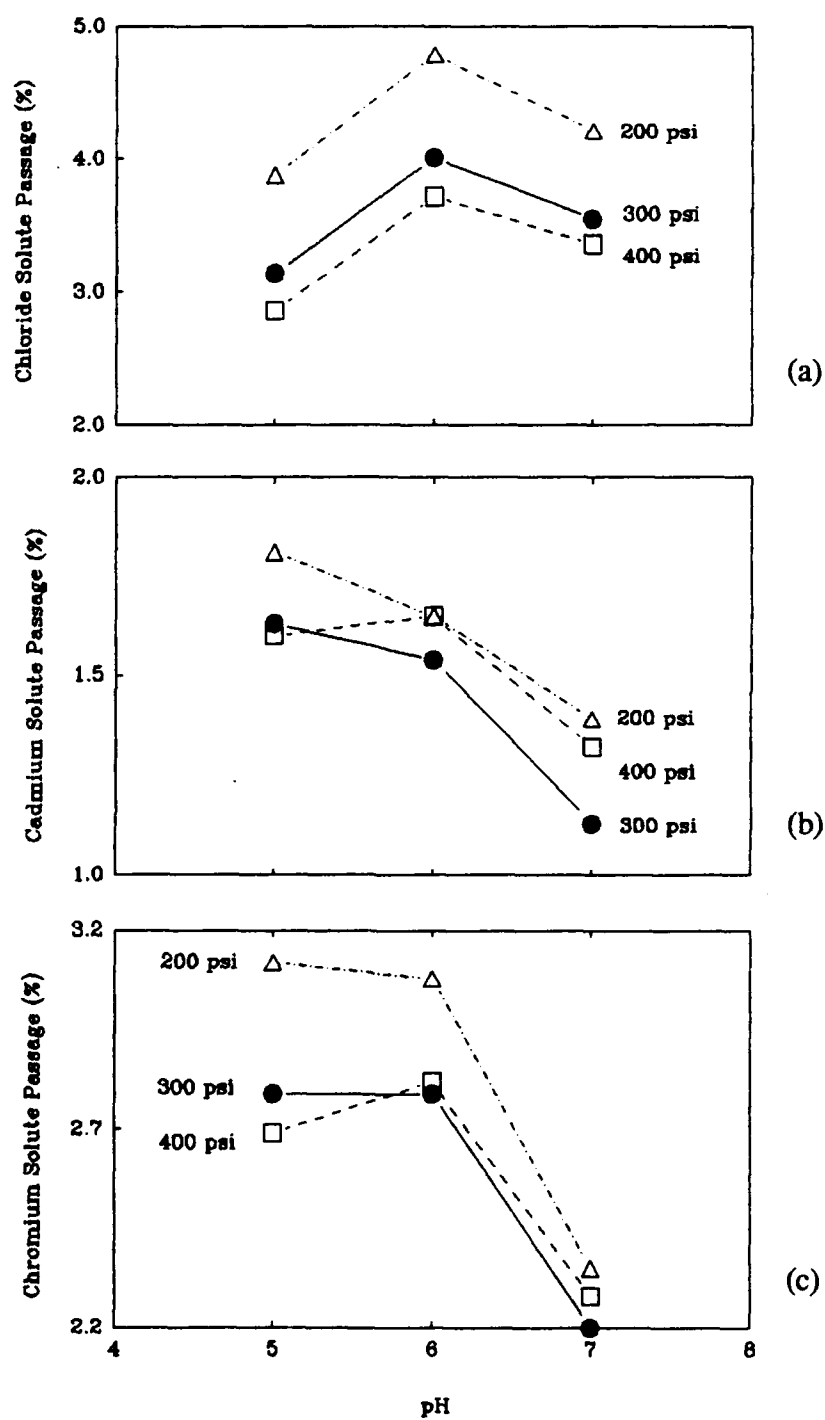 Chloride Solute Passage (%)
5.0
4.0
3.0
2.0
200 psi
300 psi
400 psi
(a)
Cadmium Solute Passage (%)
2.0
1.5
1.0
200 psi
400 psi
300 psi
(b)
Chromium Solute Passage (%)
3.2
2.7
2.2
200 psi
300 psi
400 psi
(c)
4 5 6 7 8
pH